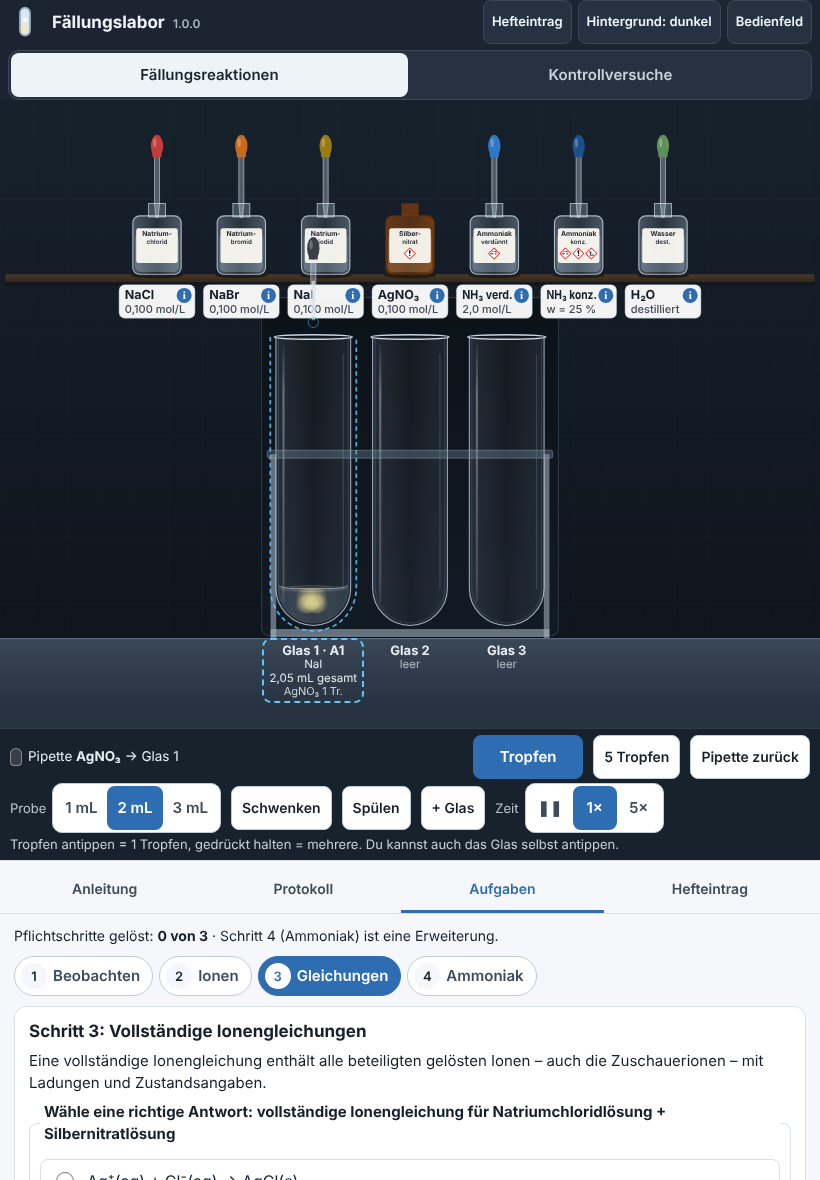 Fällungslabor 1.0.0
Hefteintrag
Hintergrund: dunkel
Bedienfeld
Fällungsreaktionen
Kontrollversuche
Natrium-
chlorid
Natrium-
bromid
Natrium-
Silber-
nitrat
Ammoniak
verdünnt
Ammoniak
konz.
Wasser
dest.
NaCl i
0,100 mol/L
NaBr i
0,100 mol/L
NaI i
0,100 mol/L
AgNO₃ i
0,100 mol/L
NH₃ verd. i
2,0 mol/L
NH₃ konz. i
w = 25 %
H₂O i
destilliert
Glas 1 · A1
NaI
2,05 mL gesamt
AgNO₃ 1 Tr.
Glas 2
leer
Glas 3
leer
Pipette AgNO₃ → Glas 1
Tropfen
5 Tropfen
Pipette zurück
Probe
1 mL
2 mL
3 mL
Schwenken
Spülen
+ Glas
Zeit
1×
5×
Tropfen antippen = 1 Tropfen, gedrückt halten = mehrere. Du kannst auch das Glas selbst antippen.
Anleitung
Protokoll
Aufgaben
Hefteintrag
Pflichtschritte gelöst: 0 von 3 · Schritt 4 (Ammoniak) ist eine Erweiterung.
1 Beobachten
2 Ionen
3 Gleichungen
4 Ammoniak
Schritt 3: Vollständige Ionengleichungen
Eine vollständige Ionengleichung enthält alle beteiligten gelösten Ionen – auch die Zuschauerionen – mit
Ladungen und Zustandsangaben.
Wähle eine richtige Antwort: vollständige Ionengleichung für Natriumchloridlösung +
Silbernitratlösung
Ag⁺(aq) + Cl⁻(aq) → AgCl(s)